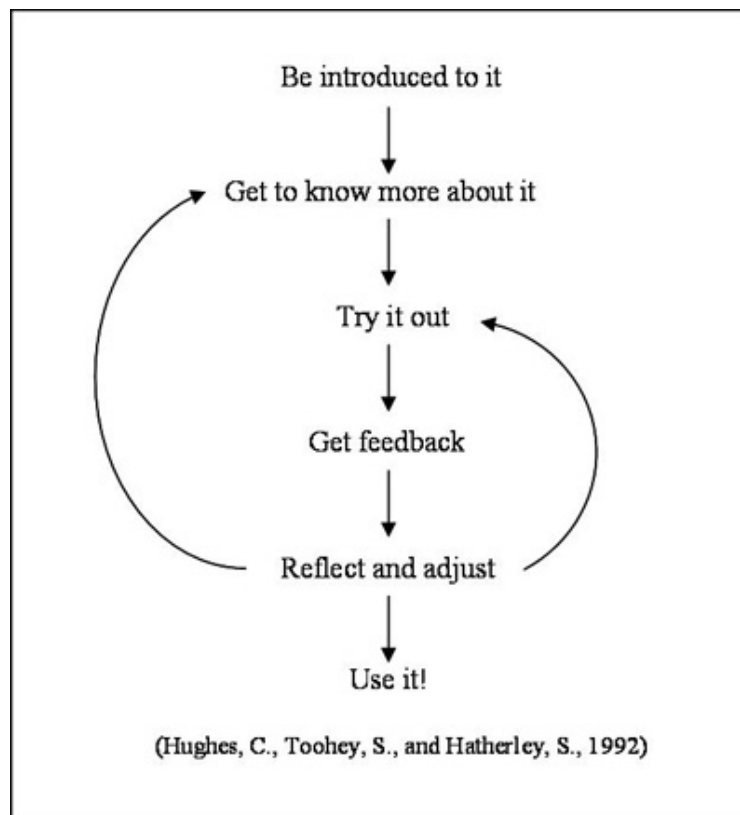 Be introduced to it
Get to know more about it
Try it out
Get feedback
Reflect and adjust
Use it!
(Hughes, C., Toohey, S., and Hatherley, S., 1992)